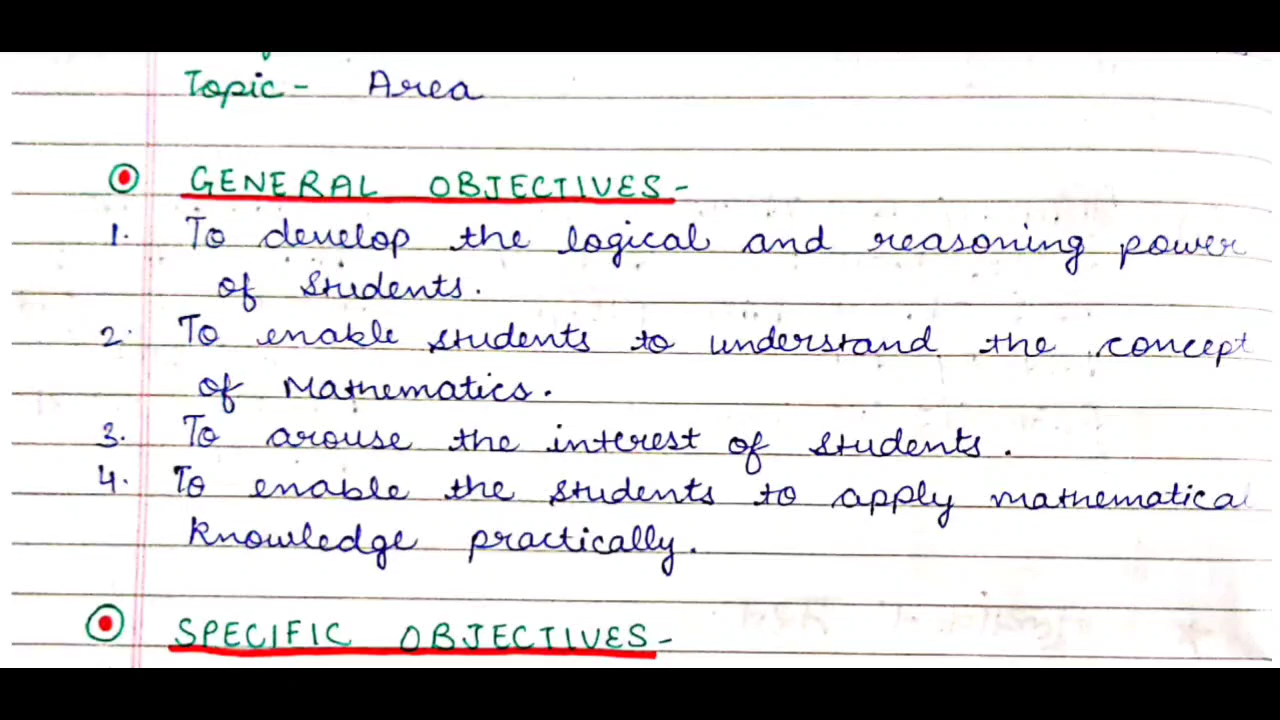 Topic - Area
GENERAL OBJECTIVES -
1. To develop the logical and reasoning power
of students.
2. To enable students to understand the concept
of Mathematics.
3. To arouse the interest of students.
4. To enable the students to apply mathematical
knowledge practically.
SPECIFIC OBJECTIVES -